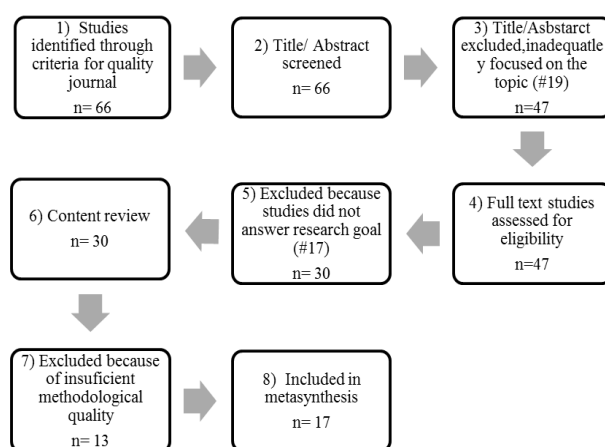 1) Studies
identified through
criteria for quality
journal
n= 66
2) Title/ Abstract
screened
n= 66
3) Title/Asbstarct
excluded,inadequatle
y focused on the
topic (#19)
n=47
4) Full text studies
assessed for
eligibility
n=47
5) Excluded because
studies did not
answer research goal
(#17)
n= 30
6) Content review
n= 30
7) Excluded because
of insuficient
methodological
quality
n= 13
8) Included in
metasynthesis
n= 17